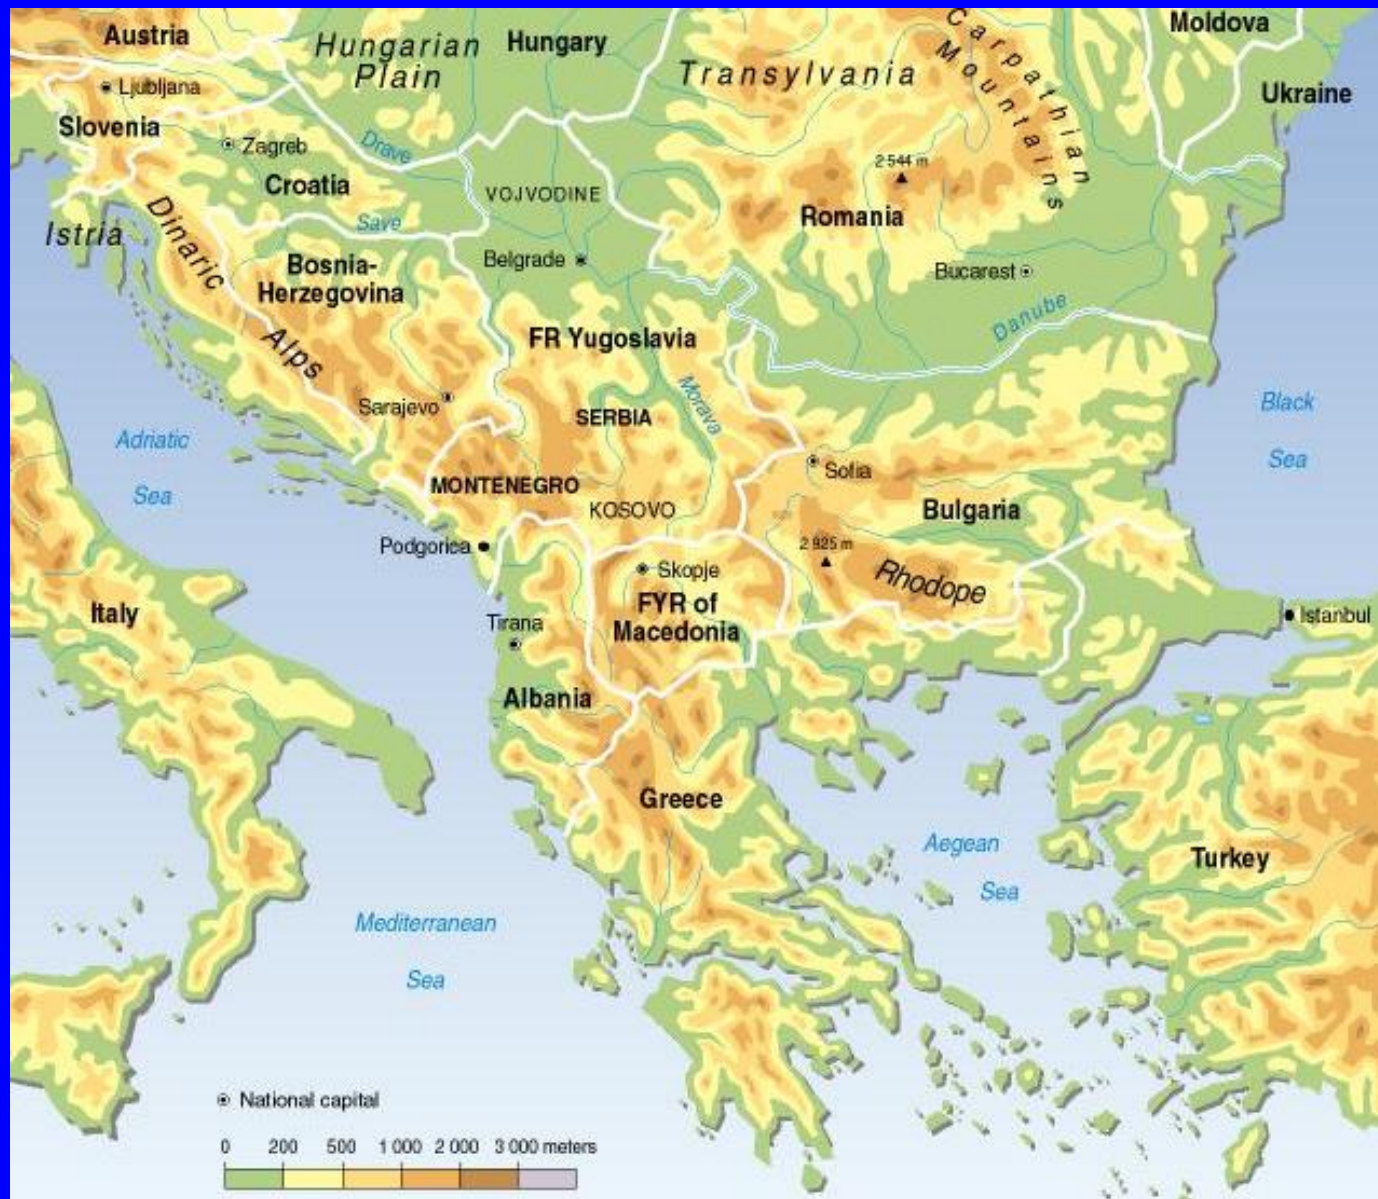 Austria
Hungarian
Plain
Hungary
Transylvania
Carpathian
Mountains
Moldova
Ukraine
Ljubljana
Slovenia
Zagreb
Croatia
Drave
VOJVODINE
2 544 m
Romania
Istria
Dinaric
Alps
Save
Bosnia-
Herzegovina
Belgrade
Bucarest
Danube
FR Yugoslavia
Morava
Sarajevo
SERBIA
Adriatic
Sea
Black
Sea
Sofia
MONTENEGRO
KOSOVO
Bulgaria
Podgorica
2 925 m
Rhodope
Skopje
FYR of
Macedonia
Italy
Tirana
Istanbul
Albania
Greece
Aegean
Sea
Turkey
Mediterranean
Sea
National capital
0 200 500 1 000 2 000 3 000 meters